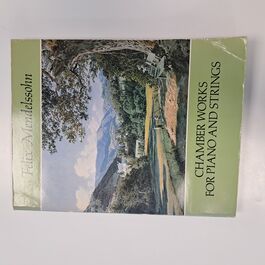 Felix Mendelssohn
CHAMBER WORKS
FOR PIANO AND STRINGS